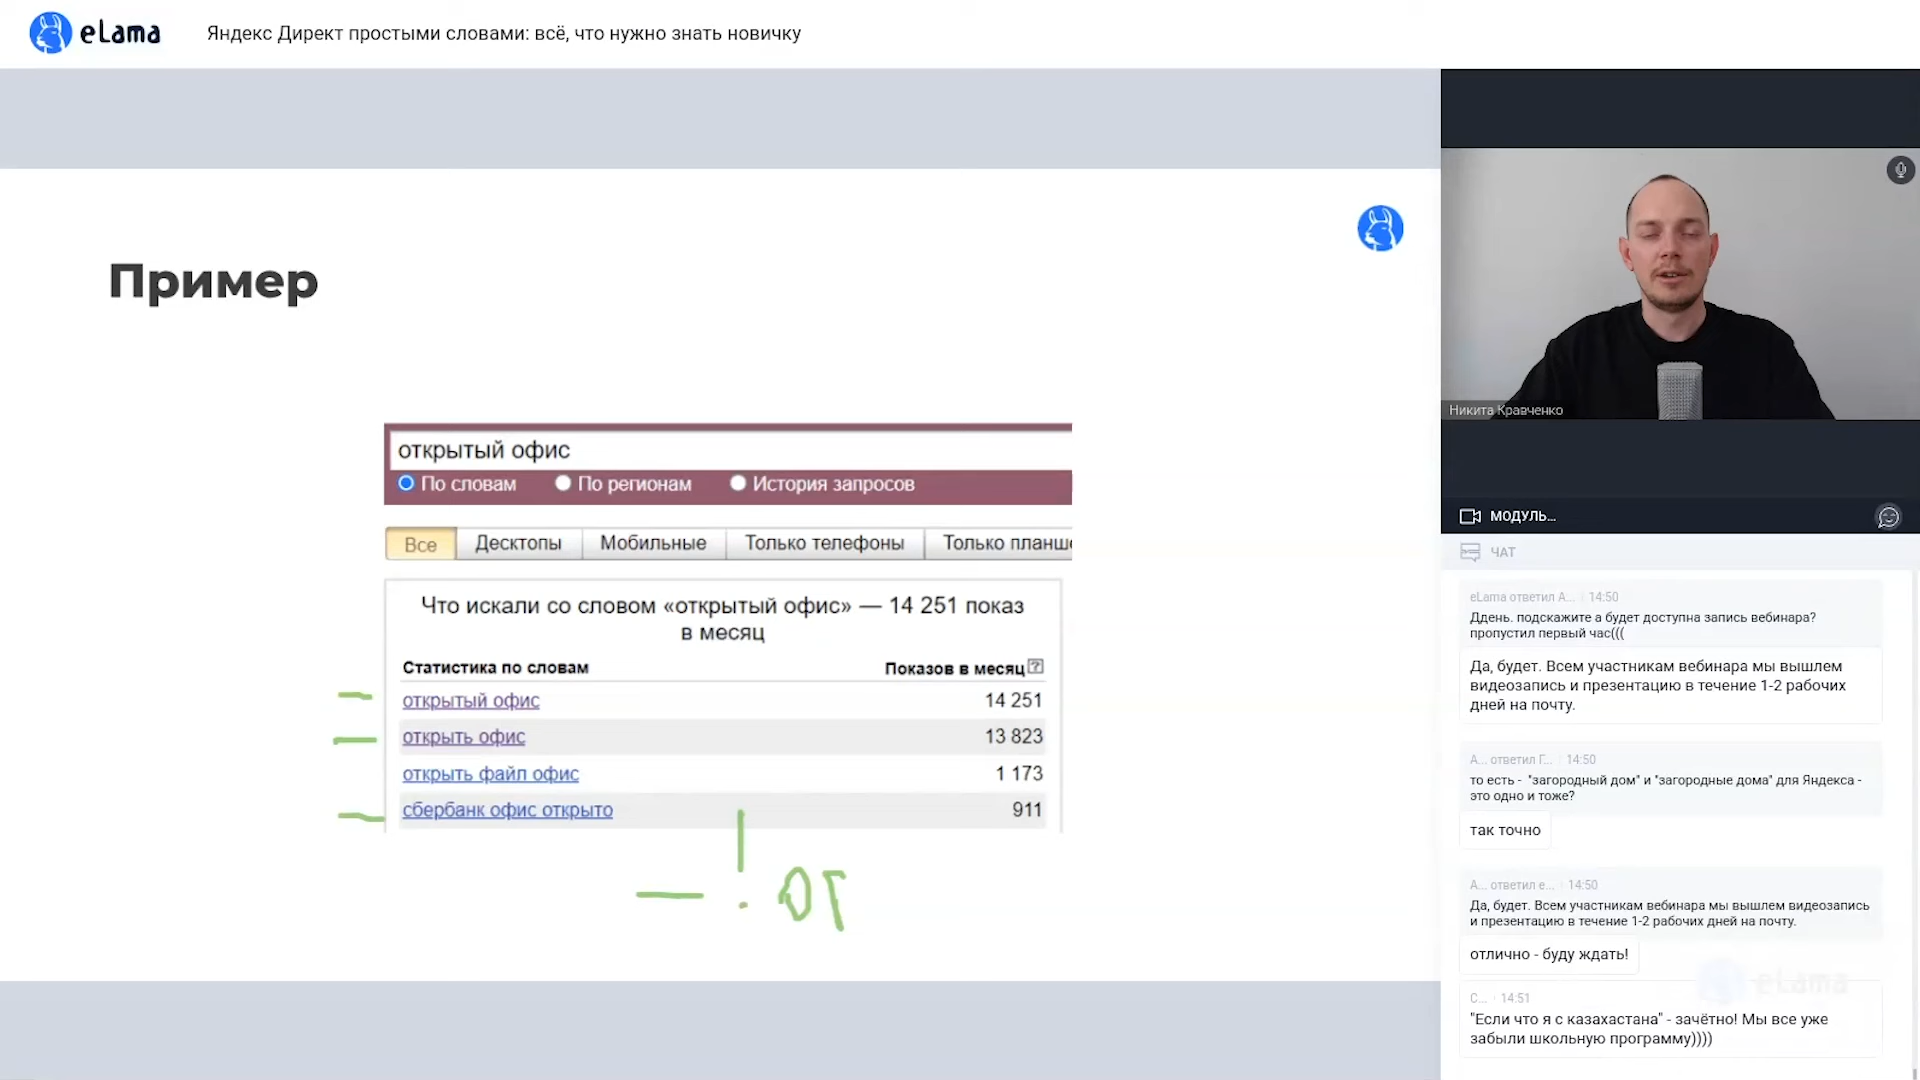 eLama
Яндекс Директ простыми словами: всё, что нужно знать новичку
Пример
открытый офис
По словам По регионам История запросов
Все Десктопы Мобильные Только телефоны Только планше
Что искали со словом «открытый офис» — 14 251 показ
в месяц
Статистика по словам Показов в месяц ?
открытый офис 14 251
открыть офис 13 823
открыть файл офис 1 173
сбербанк офис открыто 911
Никита Кравченко
МОДУЛЬ...
ЧАТ
eLama ответил А... 14:50
Ддень. подскажите а будет доступна запись вебинара?
пропустил первый час(((
Да, будет. Всем участникам вебинара мы вышлем
видеозапись и презентацию в течение 1-2 рабочих
дней на почту.
А... ответил Г... 14:50
то есть - "загородный дом" и "загородные дома" для Яндекса -
это одно и тоже?
так точно
А... ответил е... 14:50
Да, будет. Всем участникам вебинара мы вышлем видеозапись
и презентацию в течение 1-2 рабочих дней на почту.
отлично - буду ждать!
eLama
С... · 14:51
"Если что я с казахастана" - зачётно! Мы все уже
забыли школьную программу))))